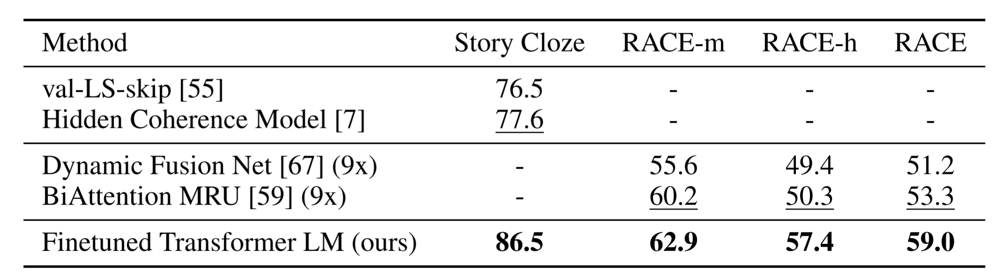 Method Story Cloze RACE-m RACE-h RACE
val-LS-skip [55] 76.5 - - -
Hidden Coherence Model [7] 77.6 - - -
Dynamic Fusion Net [67] (9x) - 55.6 49.4 51.2
BiAttention MRU [59] (9x) - 60.2 50.3 53.3
Finetuned Transformer LM (ours) 86.5 62.9 57.4 59.0